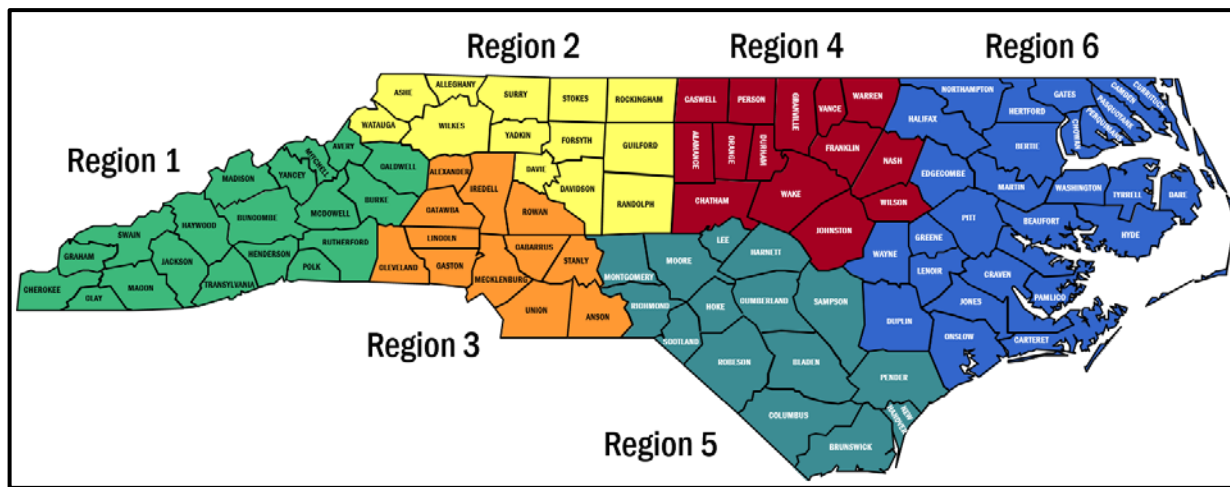 Region 2
Region 4
Region 6
Region 1
Region 3
Region 5
ASHE
ALLEGHANY
SURRY
STOKES
ROCKINGHAM
WATAUGA
WILKES
YADKIN
FORSYTH
GUILFORD
DAVIE
DAVIDSON
RANDOLPH
CASWELL
PERSON
GRANVILLE
VANCE
WARREN
ALAMANCE
ORANGE
DURHAM
FRANKLIN
NASH
WAKE
CHATHAM
WILSON
JOHNSTON
NORTHAMPTON
GATES
CAMDEN
CURRITUCK
PASQUOTANK
PERQUIMANS
HERTFORD
HALIFAX
CHOWAN
BERTIE
EDGECOMBE
MARTIN
WASHINGTON
TYRRELL
DARE
PITT
BEAUFORT
HYDE
WAYNE
GREENE
LENOIR
CRAVEN
JONES
PAMLICO
DUPLIN
ONSLOW
CARTERET
AVERY
MITCHELL
CALDWELL
YANCEY
MADISON
BURKE
MCDOWELL
BUNCOMBE
HAYWOOD
SWAIN
RUTHERFORD
GRAHAM
JACKSON
HENDERSON
POLK
CHEROKEE
MACON
TRANSYLVANIA
CLAY
ALEXANDER
IREDELL
CATAWBA
ROWAN
LINCOLN
CABARRUS
CLEVELAND
GASTON
STANLY
MECKLENBURG
UNION
ANSON
LEE
MOORE
HARNETT
MONTGOMERY
RICHMOND
HOKE
CUMBERLAND
SAMPSON
SCOTLAND
ROBESON
BLADEN
PENDER
COLUMBUS
NEW
HANOVER
BRUNSWICK